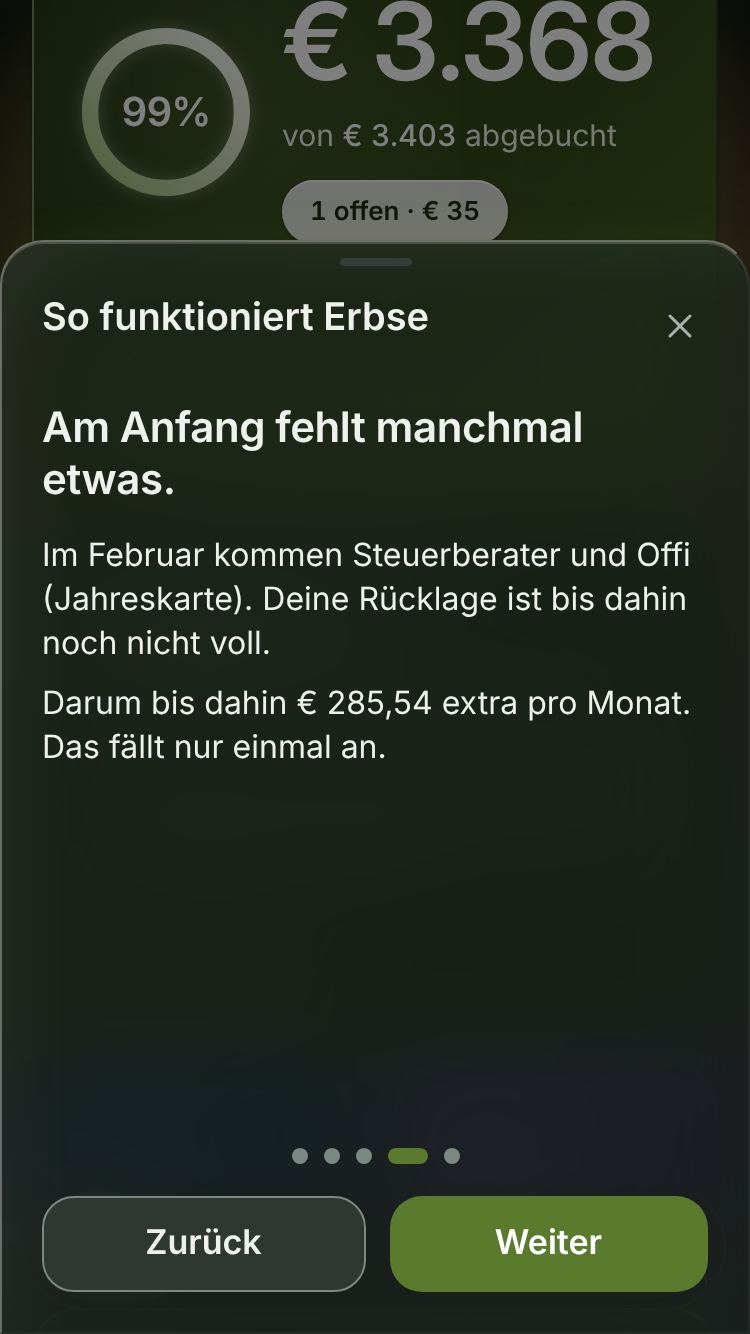 € 3.368
99%
von € 3.403 abgebucht
1 offen · € 35
So funktioniert Erbse
Am Anfang fehlt manchmal
etwas.
Im Februar kommen Steuerberater und Offi
(Jahreskarte). Deine Rücklage ist bis dahin
noch nicht voll.
Darum bis dahin € 285,54 extra pro Monat.
Das fällt nur einmal an.
Zurück
Weiter